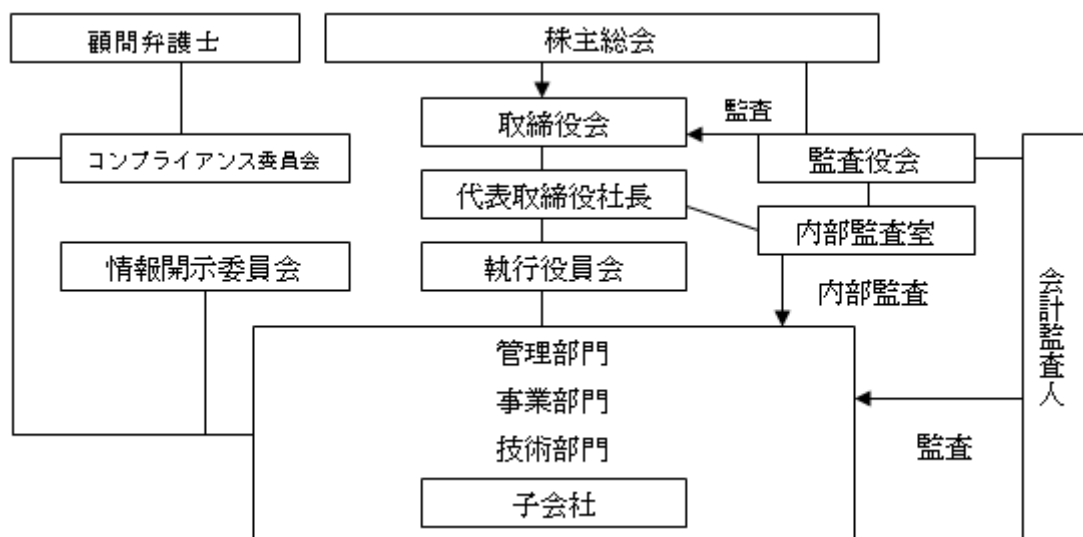 顧問弁護士
株主総会
取締役会
監査
コンプライアンス委員会
監査役会
代表取締役社長
内部監査室
情報開示委員会
執行役員会
内部監査
会計監査人
管理部門
事業部門
技術部門
監査
子会社